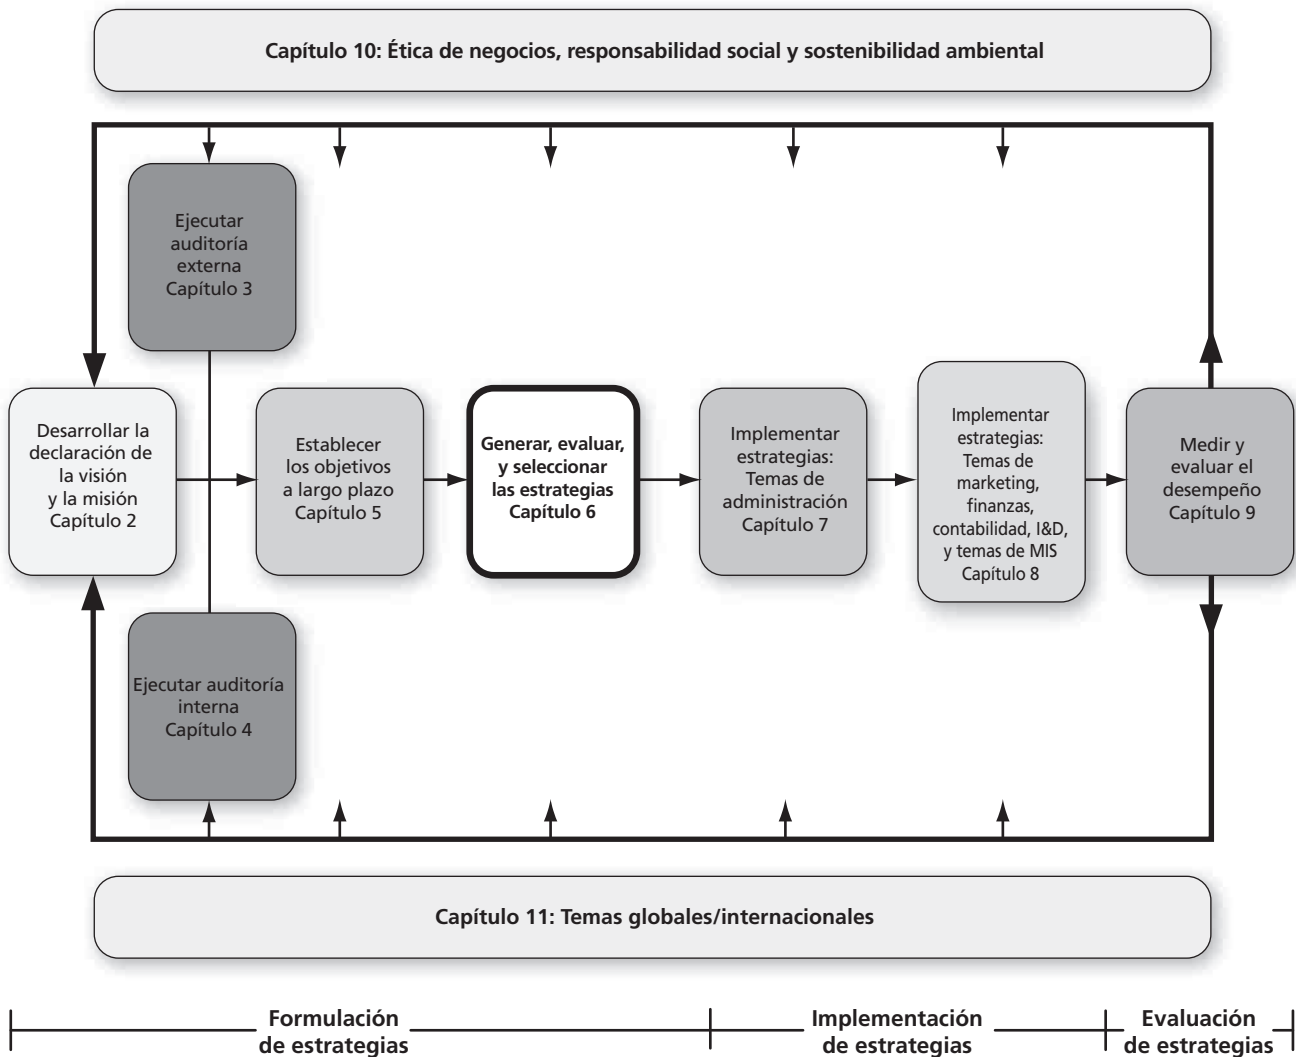 Capítulo 10: Ética de negocios, responsabilidad social y sostenibilidad ambiental
Ejecutar
auditoría
externa
Capítulo 3
Desarrollar la
declaración de
la visión
y la misión
Capítulo 2
Establecer
los objetivos
a largo plazo
Capítulo 5
Generar, evaluar,
y seleccionar
las estrategias
Capítulo 6
Implementar
estrategias:
Temas de
administración
Capítulo 7
Implementar
estrategias:
Temas de
marketing,
finanzas,
contabilidad, I&D,
y temas de MIS
Capítulo 8
Medir y
evaluar el
desempeño
Capítulo 9
Ejecutar auditoría
interna
Capítulo 4
Capítulo 11: Temas globales/internacionales
Formulación
de estrategias
Implementación
de estrategias
Evaluación
de estrategias